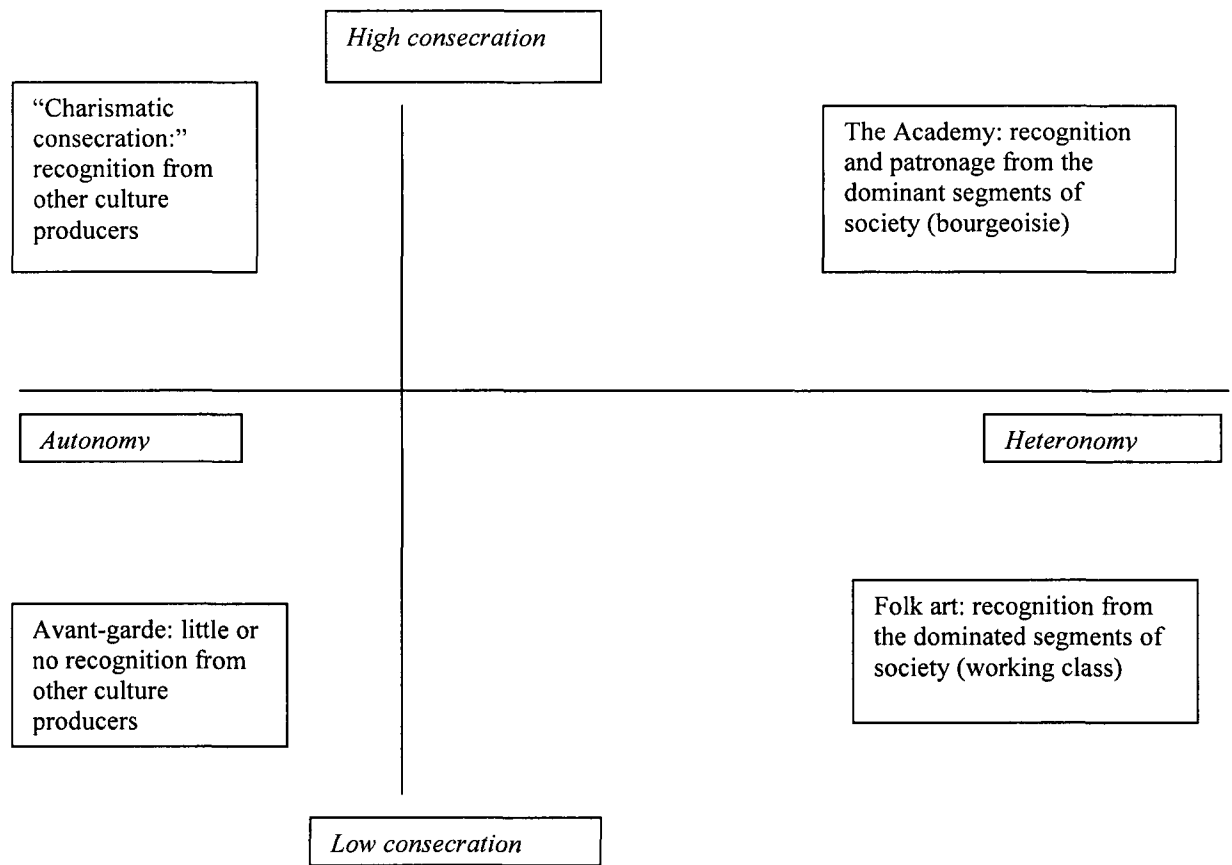 High consecration
“Charismatic
consecration:”
recognition from
other culture
producers
The Academy: recognition
and patronage from the
dominant segments of
society (bourgeoisie)
Autonomy
Heteronomy
Avant-garde: little or
no recognition from
other culture
producers
Folk art: recognition from
the dominated segments of
society (working class)
Low consecration